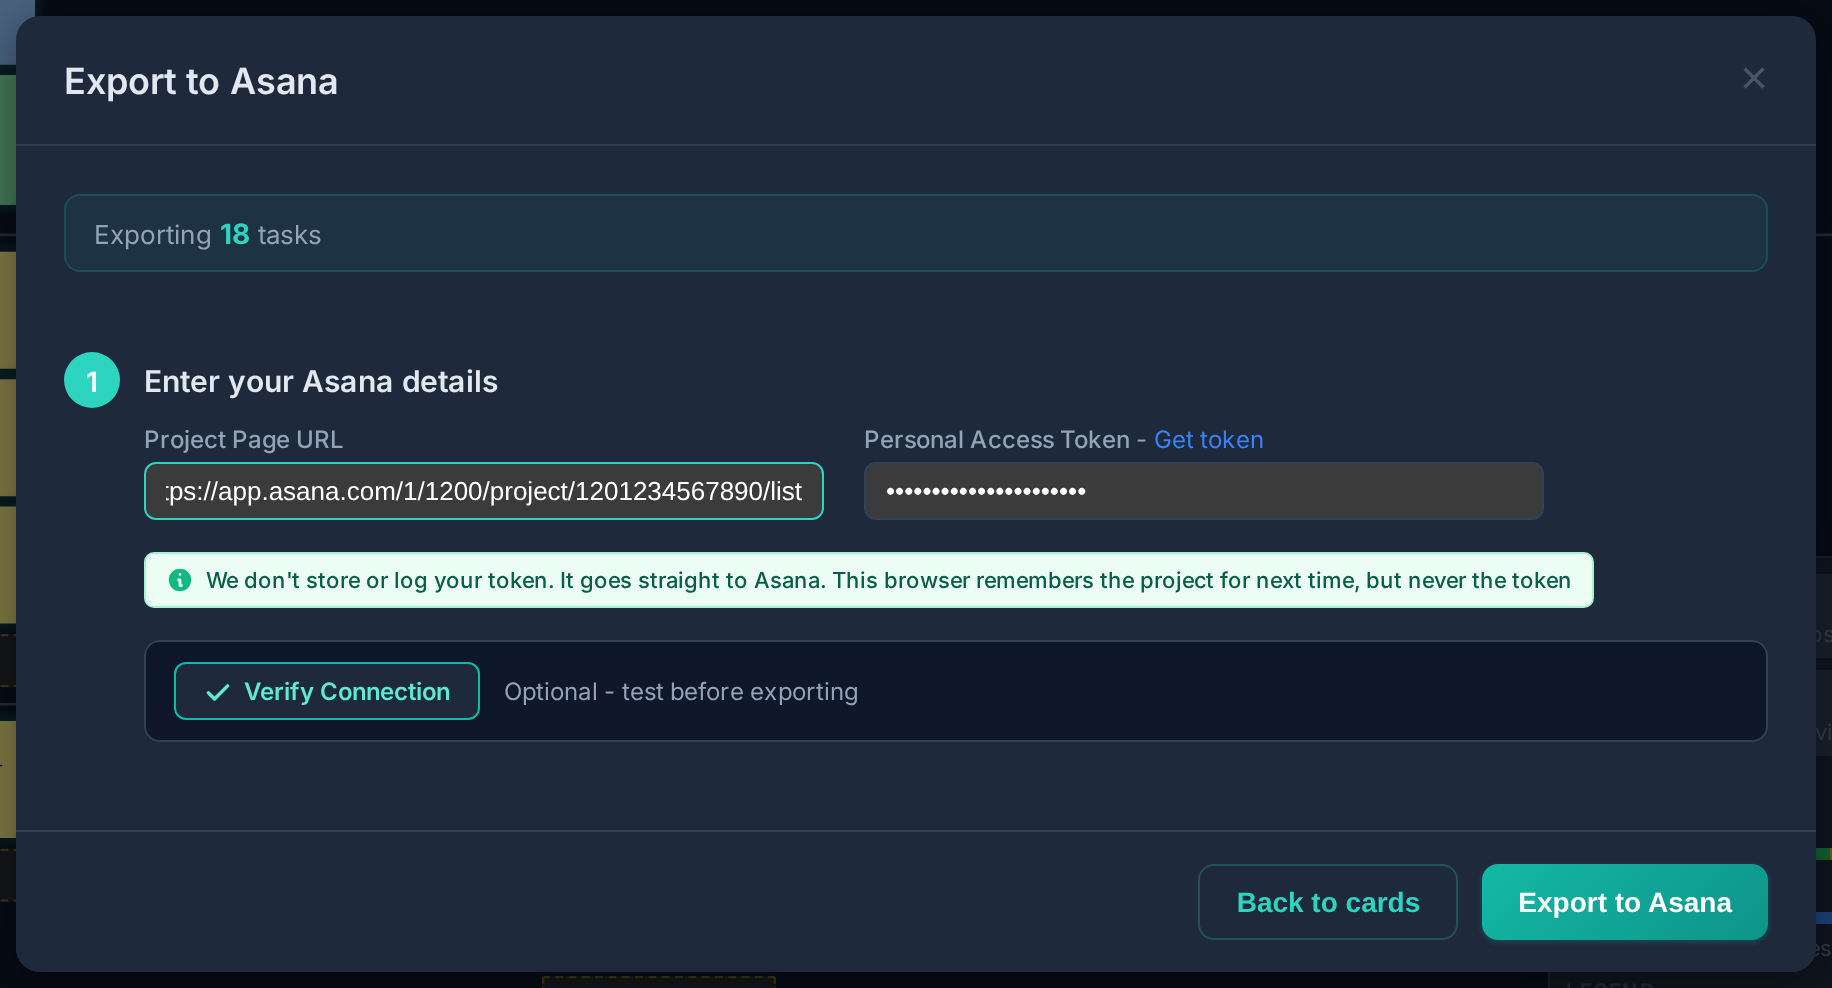 Export to Asana
Exporting 18 tasks
1 Enter your Asana details
Project Page URL
Personal Access Token - Get token
tps://app.asana.com/1/1200/project/1201234567890/list
••••••••••••••••••••••
We don't store or log your token. It goes straight to Asana. This browser remembers the project for next time, but never the token
Verify Connection
Optional - test before exporting
Back to cards
Export to Asana
LEGEND